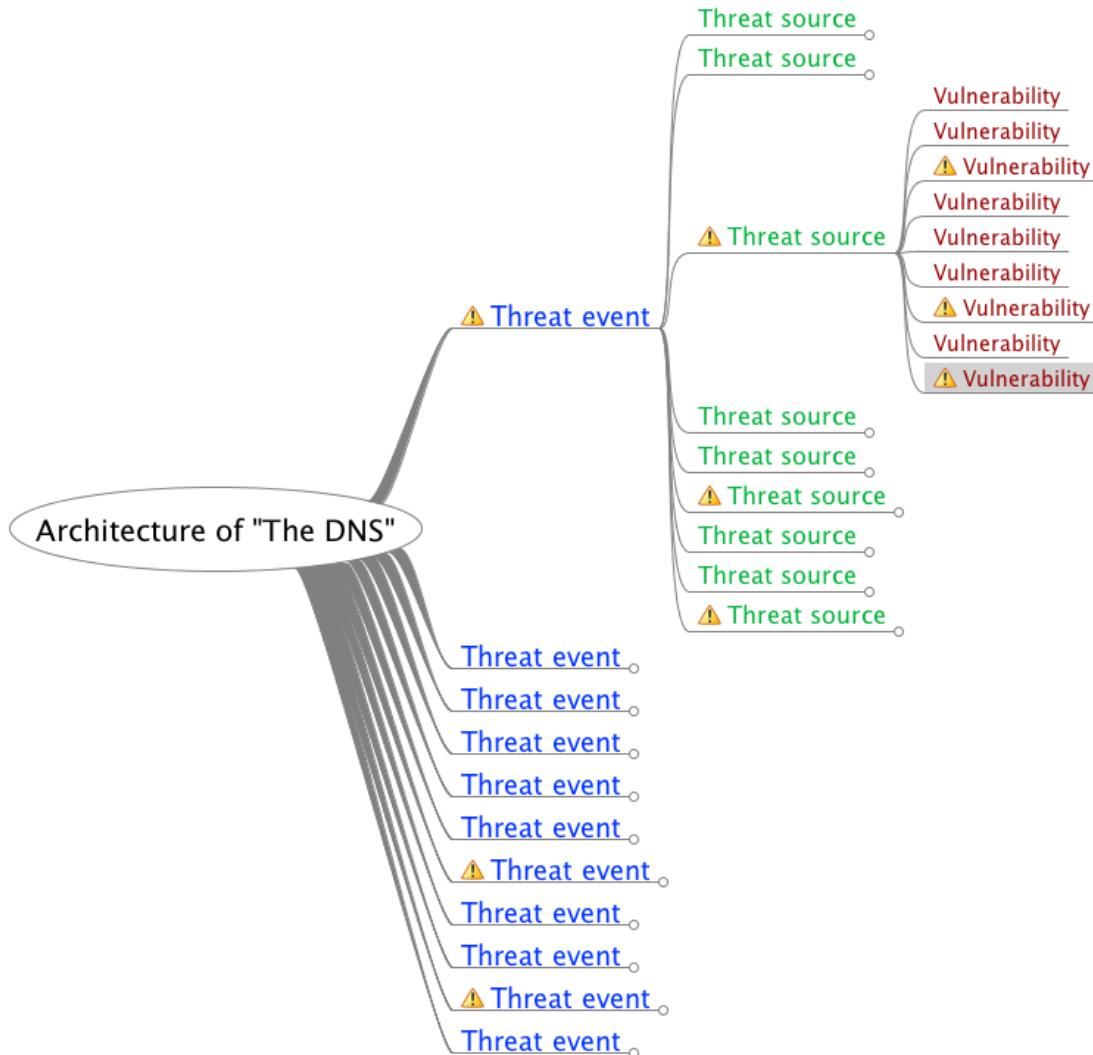 Threat source
Threat source
Vulnerability
Vulnerability
Vulnerability
Vulnerability
Threat source
Vulnerability
Vulnerability
Threat event
Vulnerability
Vulnerability
Vulnerability
Threat source
Threat source
Threat source
Architecture of "The DNS"
Threat source
Threat source
Threat source
Threat event
Threat event
Threat event
Threat event
Threat event
Threat event
Threat event
Threat event
Threat event
Threat event